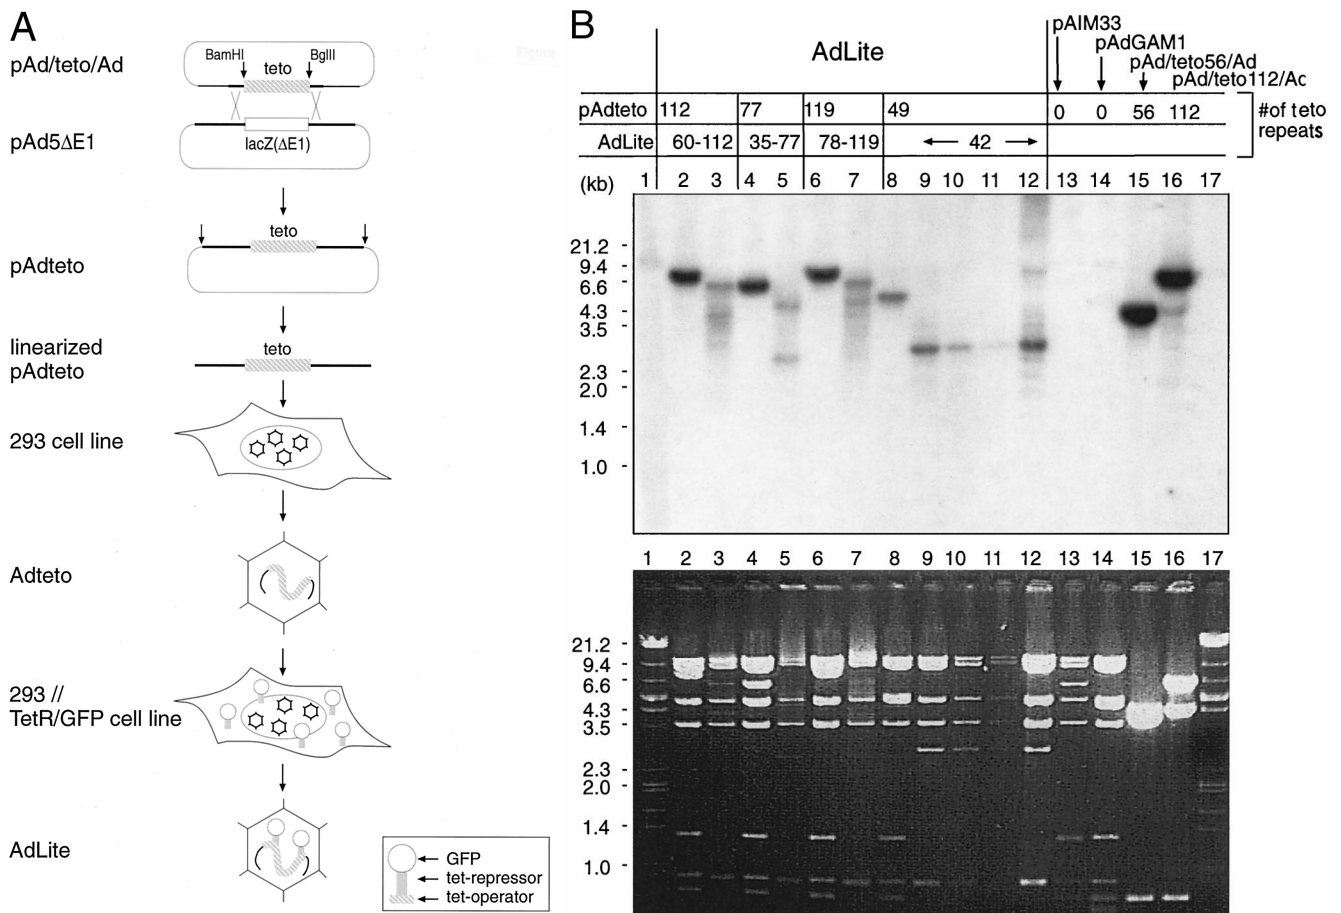 A
pAd/teto/Ad
BamHI
BglII
teto
pAd5ΔE1
lacZ(ΔE1)
teto
pAdteto
teto
linearized
pAdteto
293 cell line
Adteto
293 //
TetR/GFP cell line
AdLite
GFP
tet-repressor
tet-operator
B
AdLite
pAIM33
pAdGAM1
pAd/teto56/Ad
pAd/teto112/Ad
pAdteto 112 77 119 49 0 0 56 112
AdLite 60-112 35-77 78-119 42
#of teto
repeats
(kb) 1 2 3 4 5 6 7 8 9 10 11 12 13 14 15 16 17
21.2 -
9.4 -
6.6 -
4.3 -
3.5 -
2.3 -
2.0 -
1.4 -
1.0 -
1 2 3 4 5 6 7 8 9 10 11 12 13 14 15 16 17
21.2 -
9.4 -
6.6 -
4.3 -
3.5 -
2.3 -
2.0 -
1.4 -
1.0 -